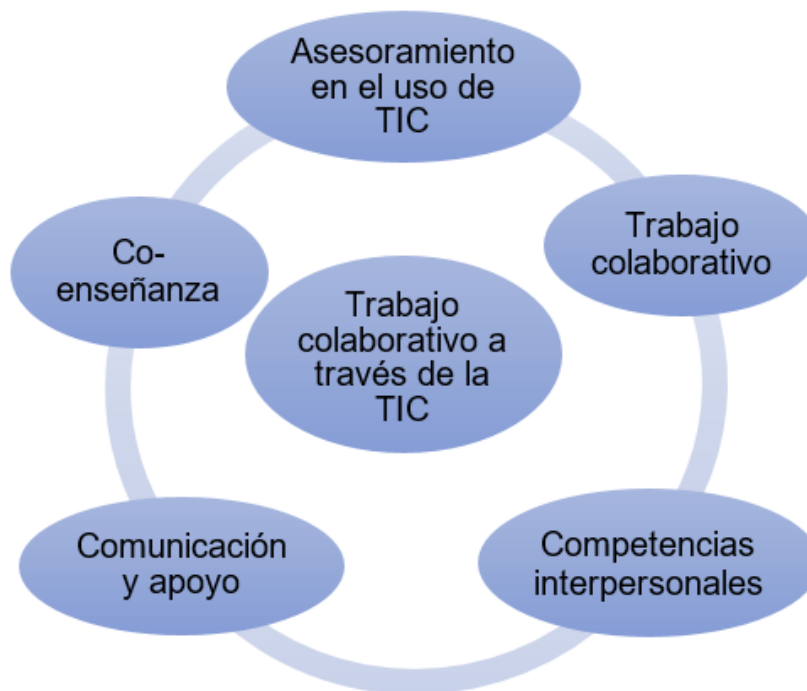 Asesoramiento
en el uso de
TIC
Trabajo
colaborativo
Co-
enseñanza
Trabajo
colaborativo a
través de la
TIC
Comunicación
y apoyo
Competencias
interpersonales